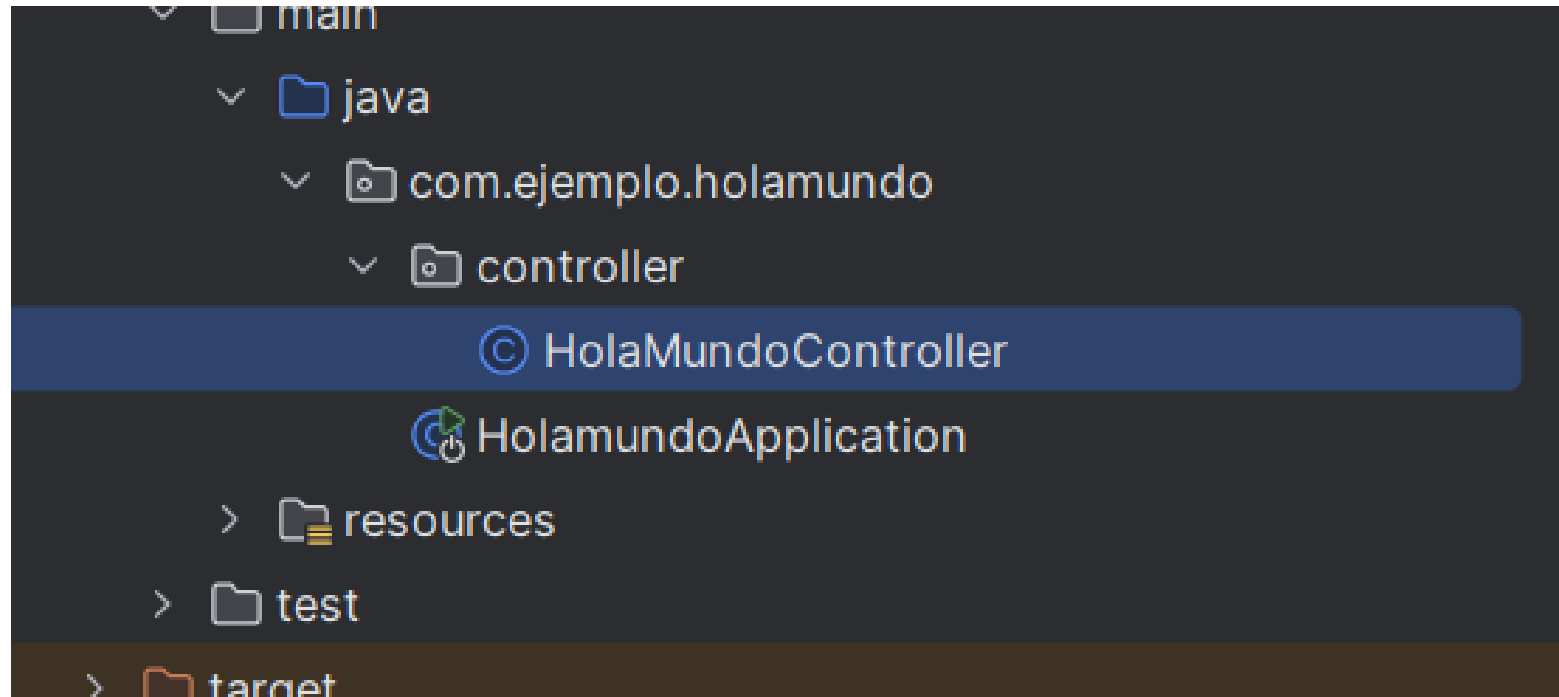 main
java
com.ejemplo.holamundo
controller
HolaMundoController
HolamundoApplication
resources
test
target